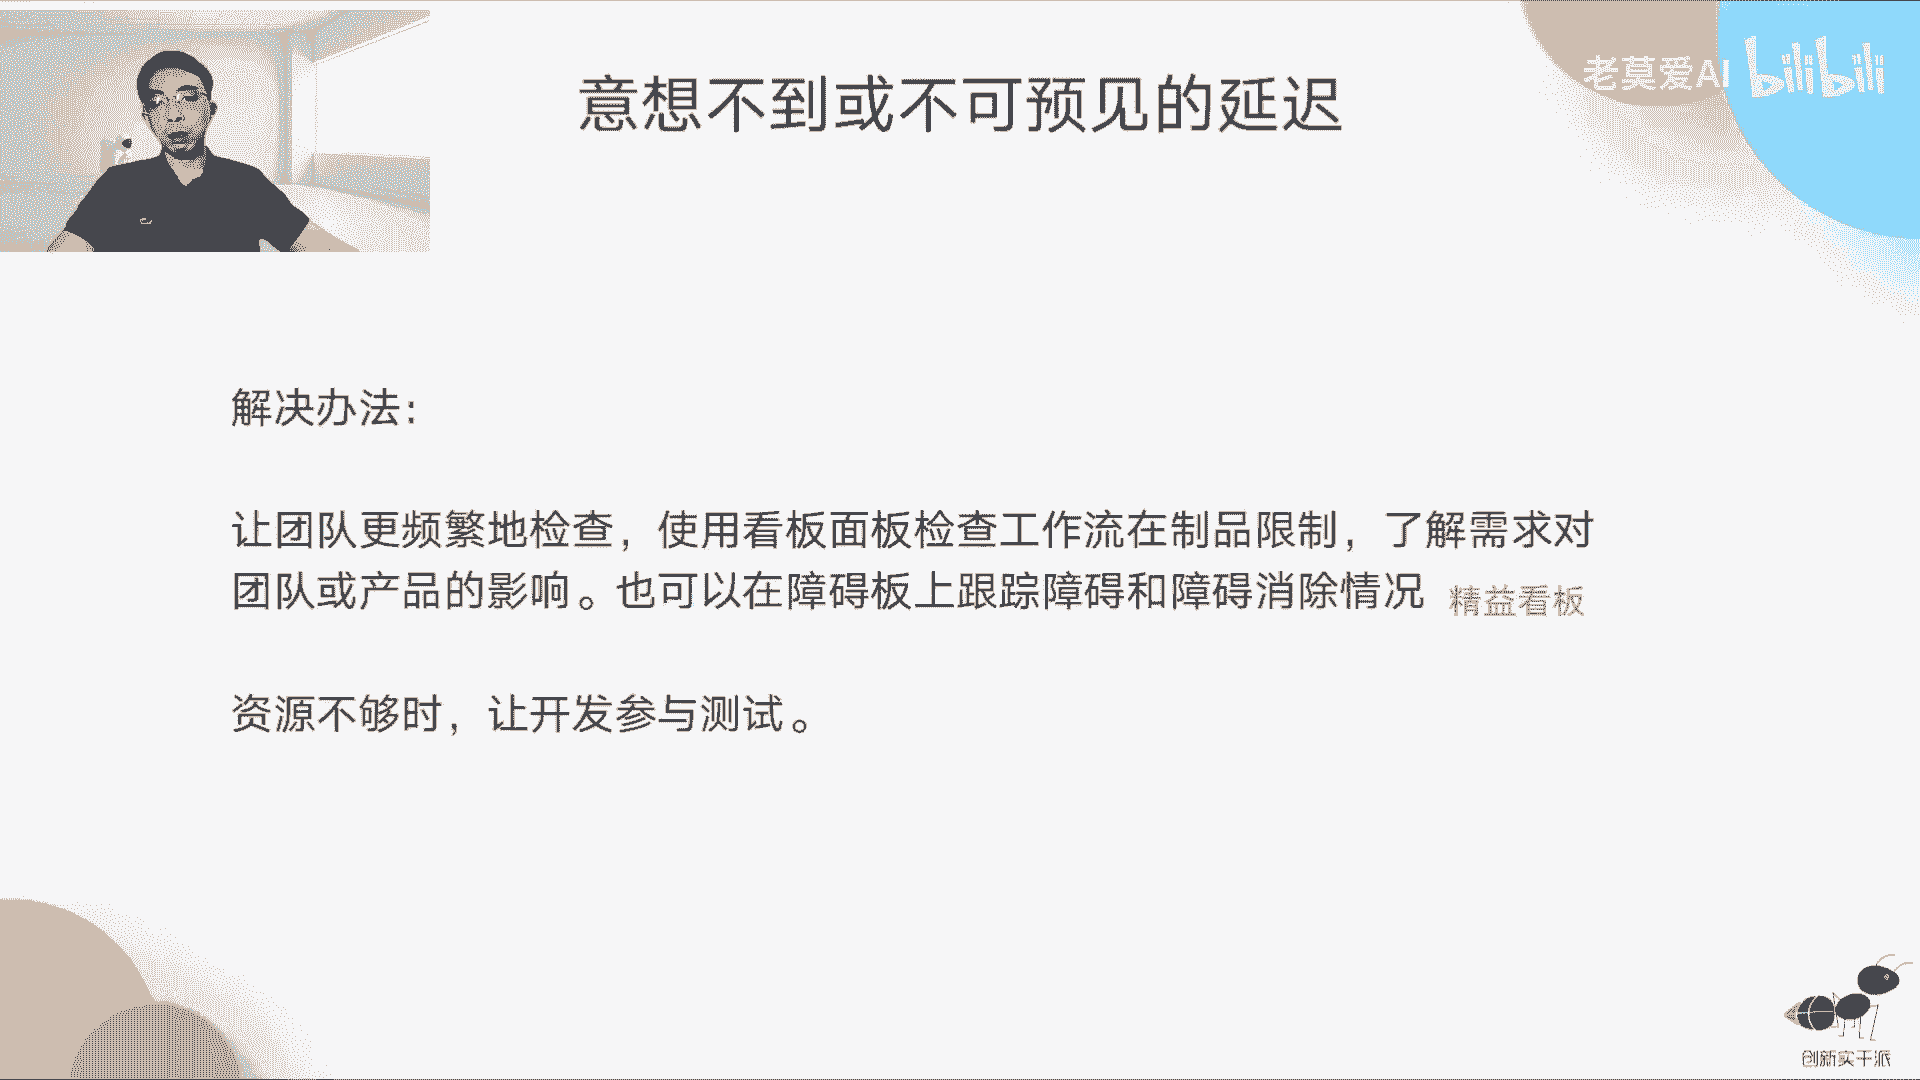 意想不到或不可预见的延迟
老莫爱AI bilibili
解决办法：
让团队更频繁地检查，使用看板面板检查工作流在制品限制，了解需求对
团队或产品的影响。也可以在障碍板上跟踪障碍和障碍消除情况 精益看板
资源不够时，让开发参与测试。
创新实干派